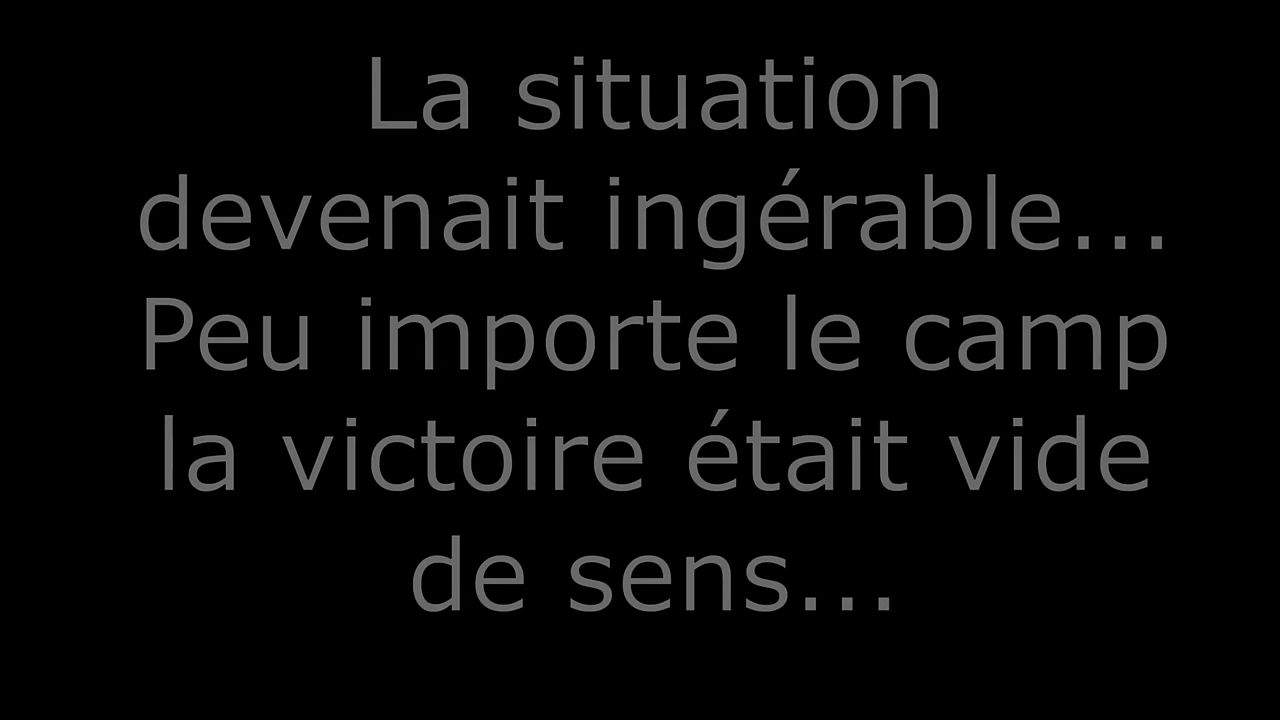 La situation
devenait ingérable...
Peu importe le camp
la victoire était vide
de sens...